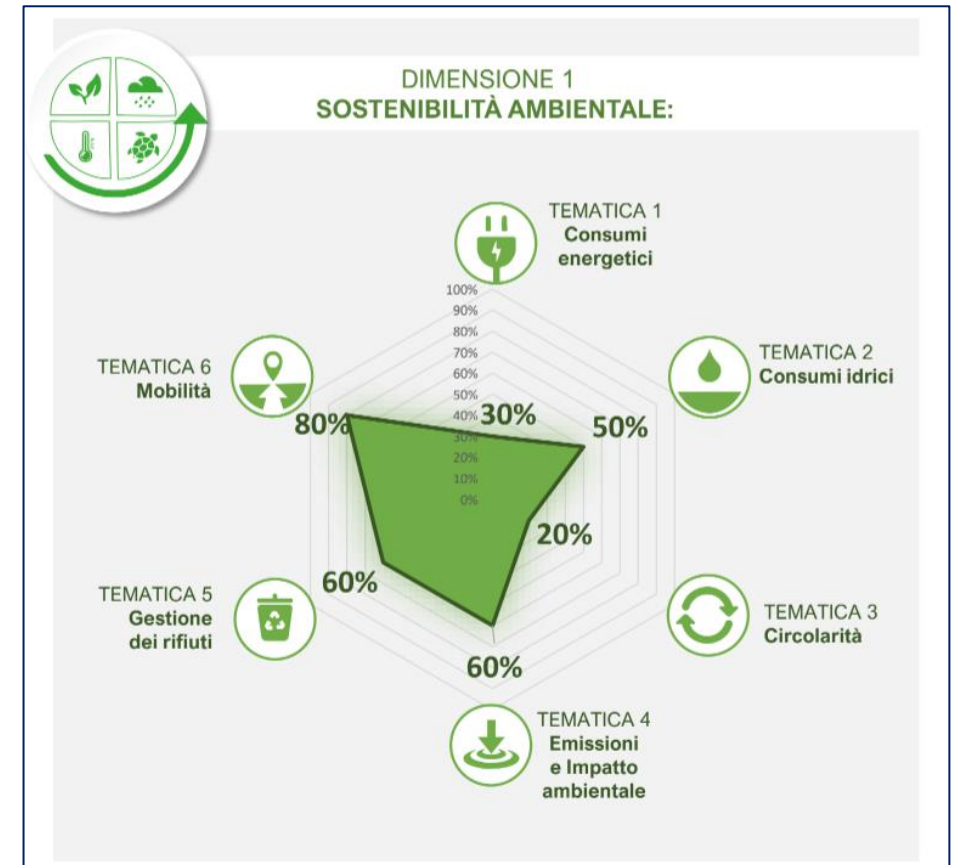 DIMENSIONE 1
SOSTENIBILITÀ AMBIENTALE:
TEMATICA 1
Consumi
energetici
100%
90%
80%
70%
60%
50%
40%
30%
20%
10%
0%
TEMATICA 6
Mobilità
TEMATICA 2
Consumi idrici
80%
30%
50%
20%
60%
60%
TEMATICA 5
Gestione
dei rifiuti
TEMATICA 3
Circolarità
TEMATICA 4
Emissioni
e Impatto
ambientale